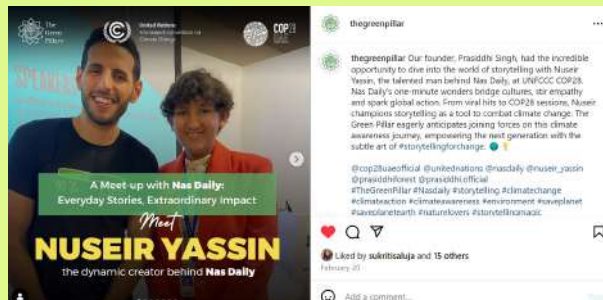 The
Green
Pillar
United Nations
Climate Change
COP28
SPEAKER
A Meet-up with Nas Daily:
Everyday Stories, Extraordinary Impact
Meet
NUSEIR YASSIN
the dynamic creator behind Nas Daily
thegreenpillar
thegreenpillar Our founder, Prasiddhi Singh, had the incredible
opportunity to dive into the world of storytelling with Nuseir
Yassin, the talented man behind Nas Daily, at UNFCCC COP28.
Nas Daily's one-minute wonders bridge cultures, stir empathy
and spark global action. From viral hits to COP28 sessions, Nuseir
champions storytelling as a tool to combat climate change. The
Green Pillar eagerly anticipates joining forces on this climate
awareness journey, empowering the next generation with the
subtle art of #storytellingforchange.
@cop28uaeofficial @unitednations @nasdaily @nuseir_yassin
@prasiddhiforest @prasiddhi.official
#TheGreenPillar #Nasdaily #storytelling #climatechange
#climateaction #climateawareness #environment #saveplanet
#saveplanetearth #naturelovers #storytellingmagic
Liked by sukritisaluja and 15 others
February 20
Add a comment...